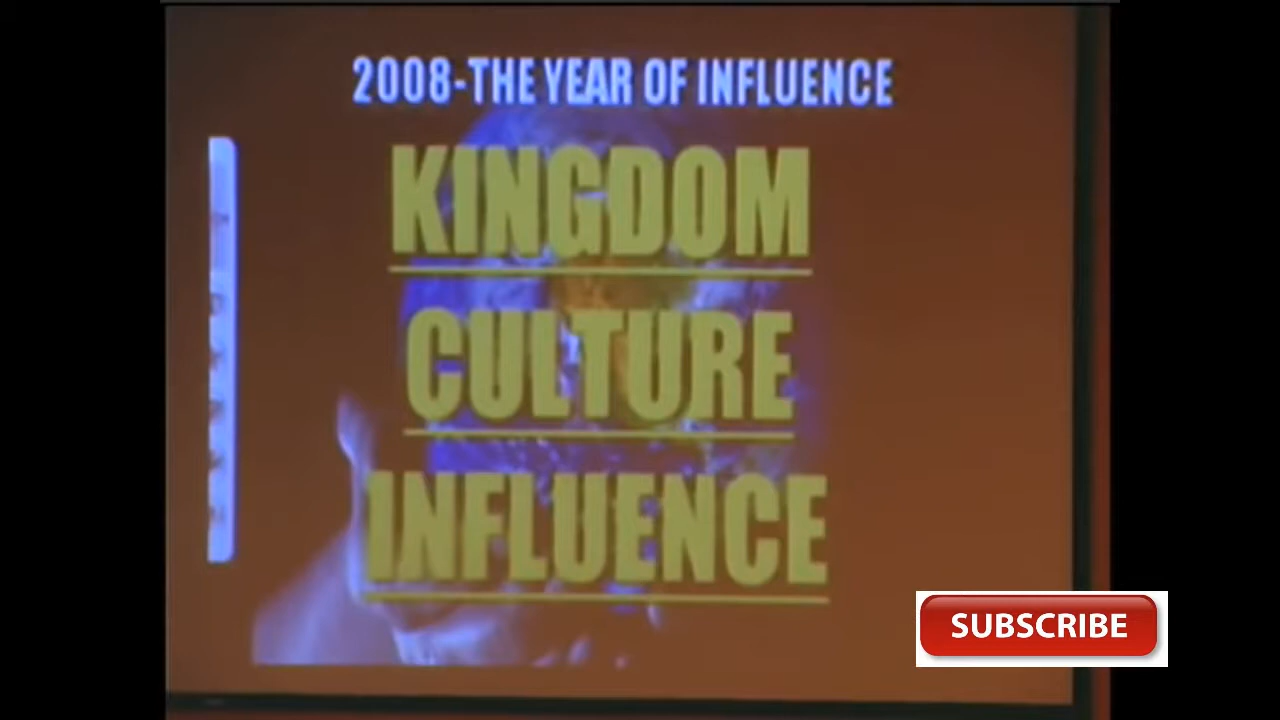 2008-THE YEAR OF INFLUENCE
KINGDOM
CULTURE
INFLUENCE
SUBSCRIBE